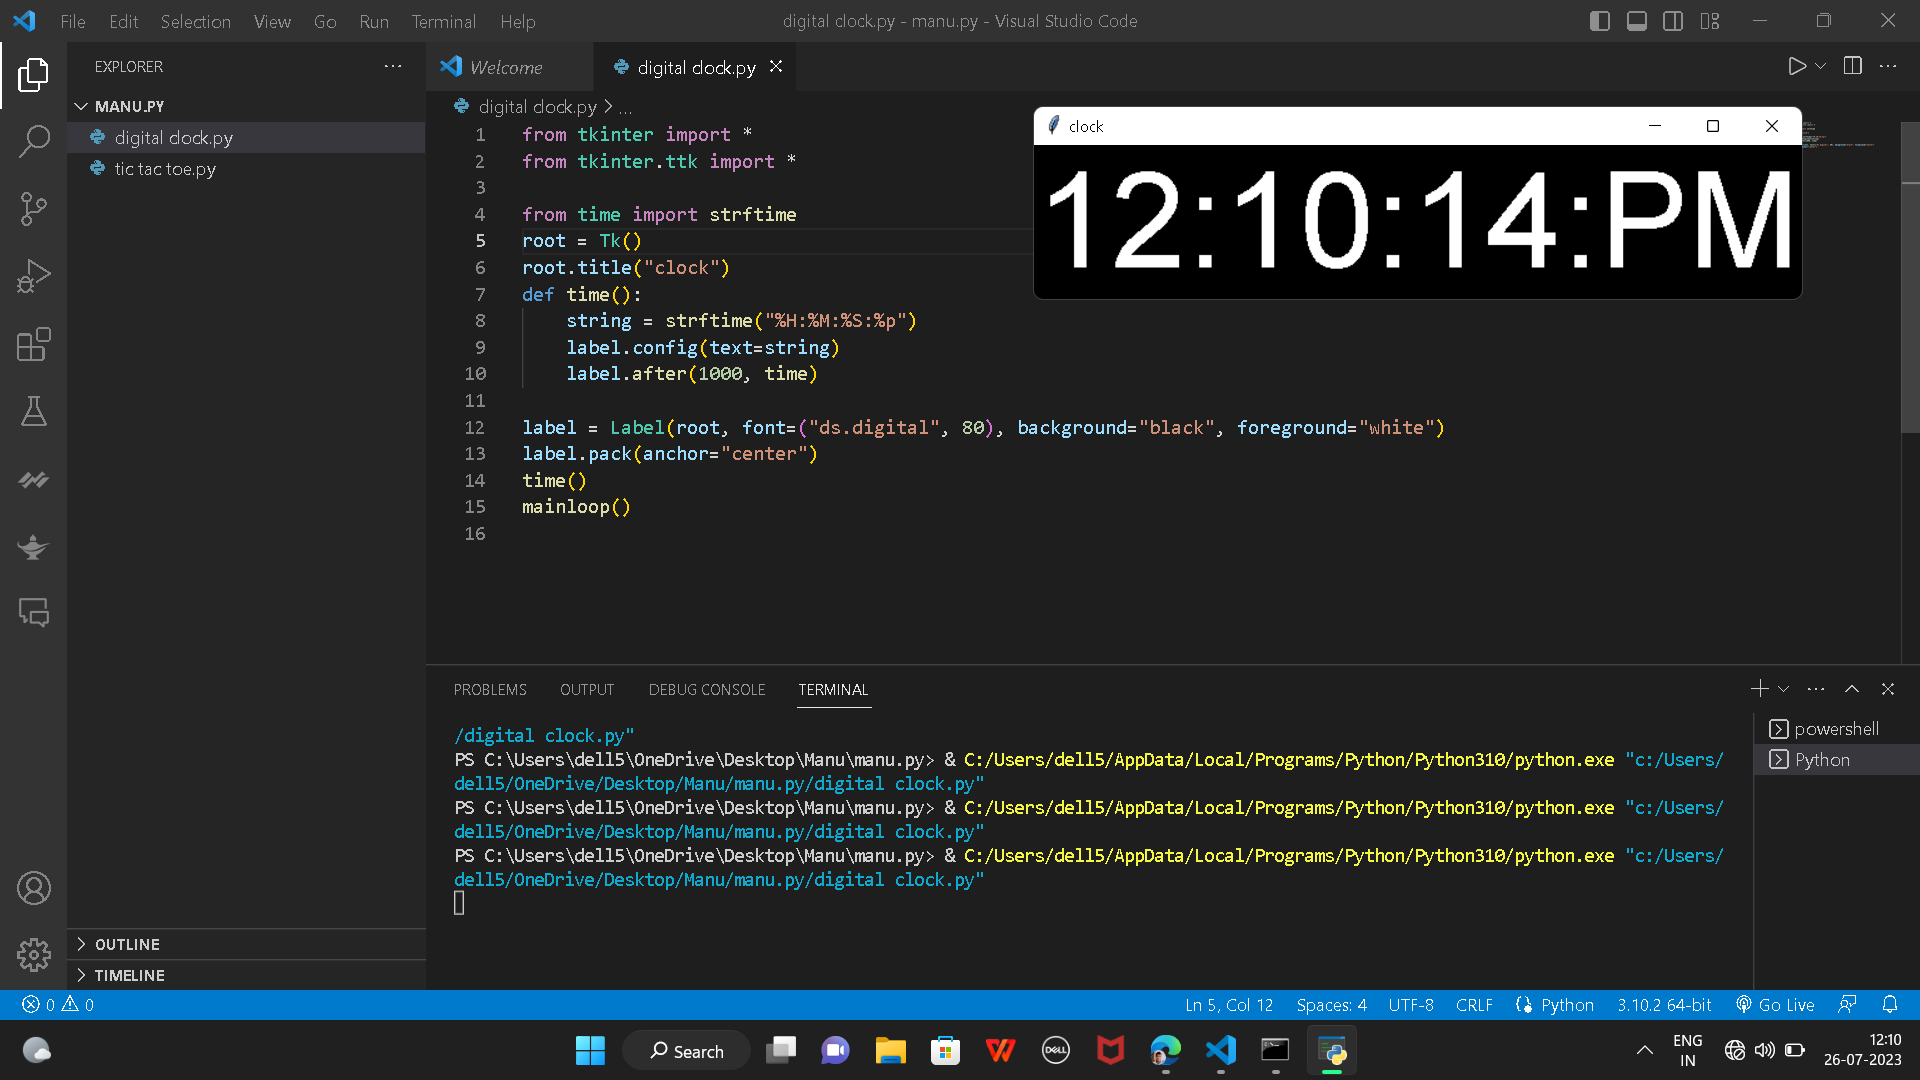 File Edit Selection View Go Run Terminal Help
digital clock.py - manu.py - Visual Studio Code
EXPLORER
MANU.PY
digital clock.py
tic tac toe.py
OUTLINE
TIMELINE
Welcome
digital clock.py
digital clock.py > ...
1 from tkinter import *
2 from tkinter.ttk import *
3
4 from time import strftime
5 root = Tk()
6 root.title("clock")
7 def time():
8     string = strftime("%H:%M:%S:%p")
9     label.config(text=string)
10     label.after(1000, time)
11
12 label = Label(root, font=("ds.digital", 80), background="black", foreground="white")
13 label.pack(anchor="center")
14 time()
15 mainloop()
16
clock
12:10:14:PM
PROBLEMS OUTPUT DEBUG CONSOLE TERMINAL
/digital clock.py"
PS C:\Users\dell5\OneDrive\Desktop\Manu\manu.py> & C:/Users/dell5/AppData/Local/Programs/Python/Python310/python.exe "c:/Users/
dell5/OneDrive/Desktop/Manu/manu.py/digital clock.py"
PS C:\Users\dell5\OneDrive\Desktop\Manu\manu.py> & C:/Users/dell5/AppData/Local/Programs/Python/Python310/python.exe "c:/Users/
dell5/OneDrive/Desktop/Manu/manu.py/digital clock.py"
PS C:\Users\dell5\OneDrive\Desktop\Manu\manu.py> & C:/Users/dell5/AppData/Local/Programs/Python/Python310/python.exe "c:/Users/
dell5/OneDrive/Desktop/Manu/manu.py/digital clock.py"
powershell
Python
0 0
Ln 5, Col 12 Spaces: 4 UTF-8 CRLF Python 3.10.2 64-bit Go Live
Search
DELL
ENG
IN
12:10
26-07-2023